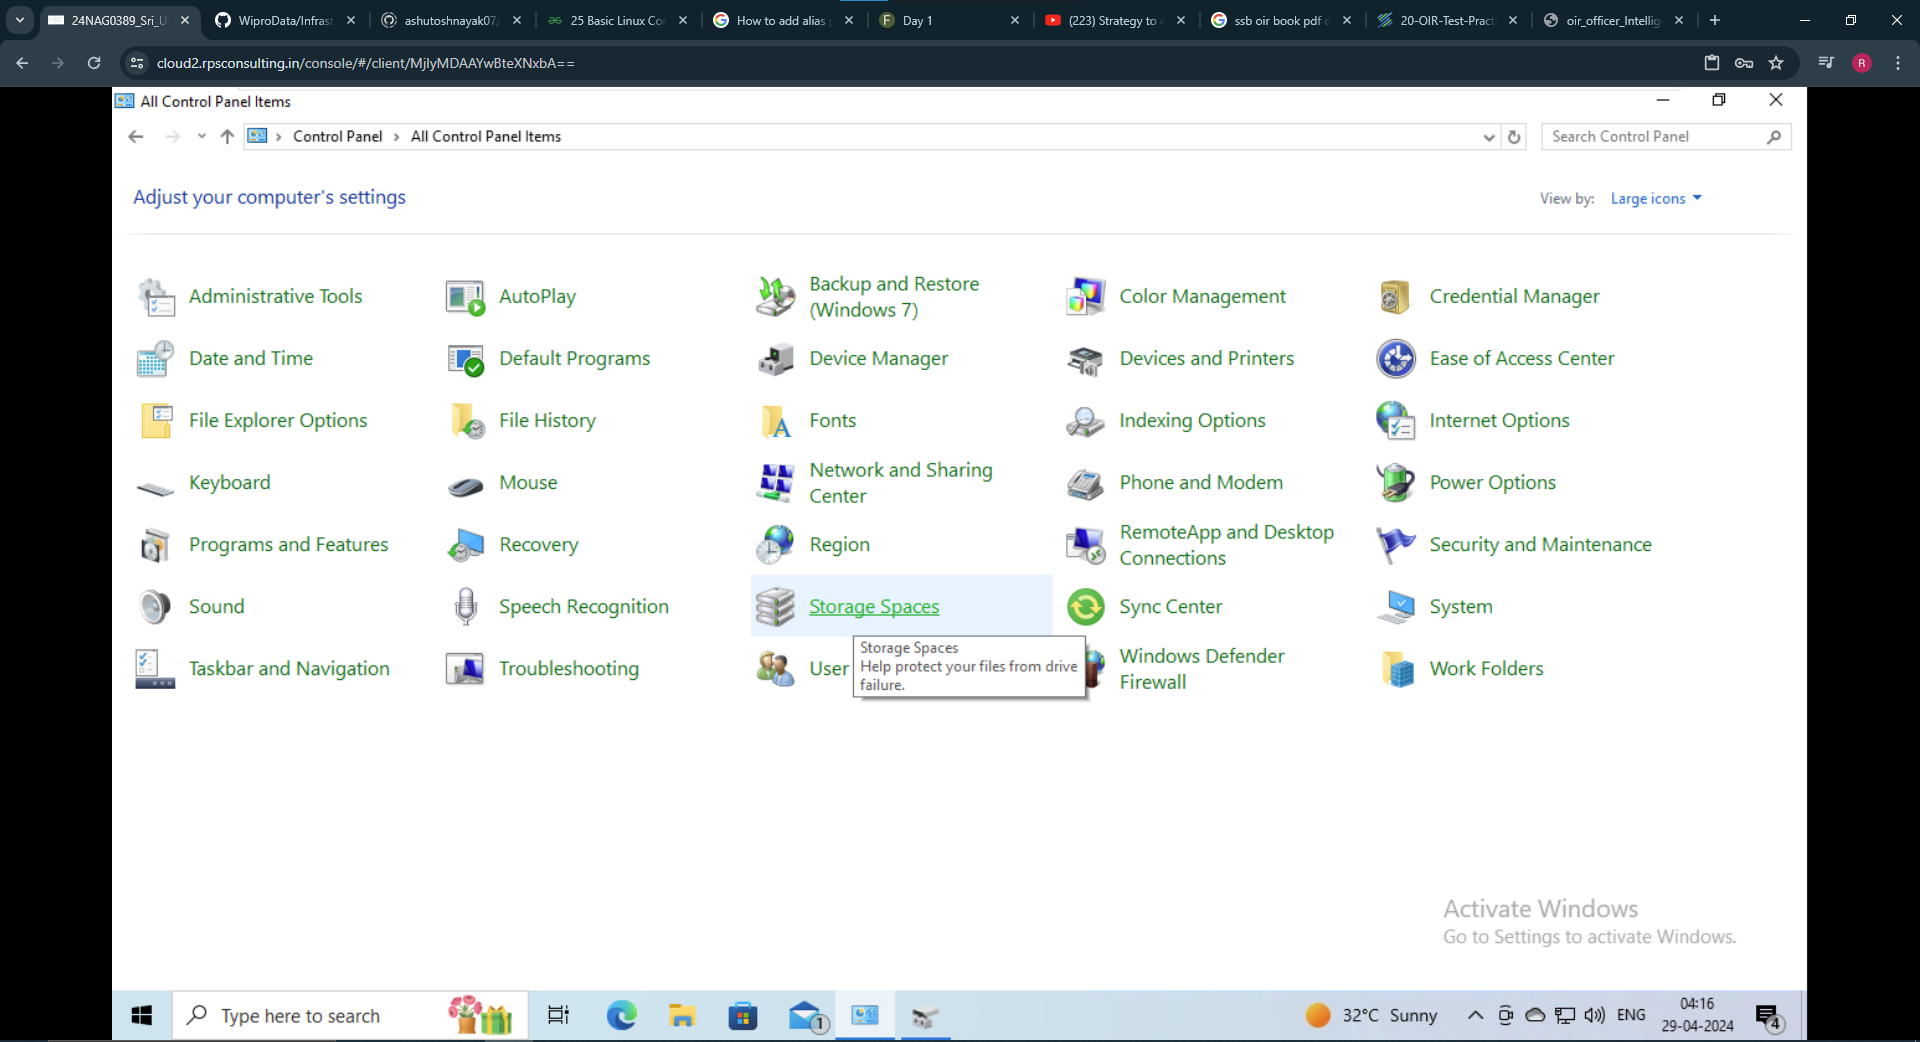 24NAG0389_Sri_U
WiproData/Infrast
ashutoshnayak07/
25 Basic Linux Co
How to add alias
Day 1
(223) Strategy to
ssb oir book pdf
20-OIR-Test-Pract
oir_officer_Intellig
cloud2.rpsconsulting.in/console/#/client/MjIyMDAAYwBteXNxbA==
R
All Control Panel Items
Control Panel > All Control Panel Items
Search Control Panel
Adjust your computer's settings
View by: Large icons
Administrative Tools
AutoPlay
Backup and Restore
(Windows 7)
Color Management
Credential Manager
Date and Time
Default Programs
Device Manager
Devices and Printers
Ease of Access Center
File Explorer Options
File History
Fonts
Indexing Options
Internet Options
Keyboard
Mouse
Network and Sharing
Center
Phone and Modem
Power Options
Programs and Features
Recovery
Region
RemoteApp and Desktop
Connections
Security and Maintenance
Sound
Speech Recognition
Storage Spaces
Sync Center
System
Taskbar and Navigation
Troubleshooting
User
Storage Spaces
Help protect your files from drive
failure.
Windows Defender
Firewall
Work Folders
Activate Windows
Go to Settings to activate Windows.
Type here to search
1
32°C Sunny
ENG
04:16
29-04-2024
4